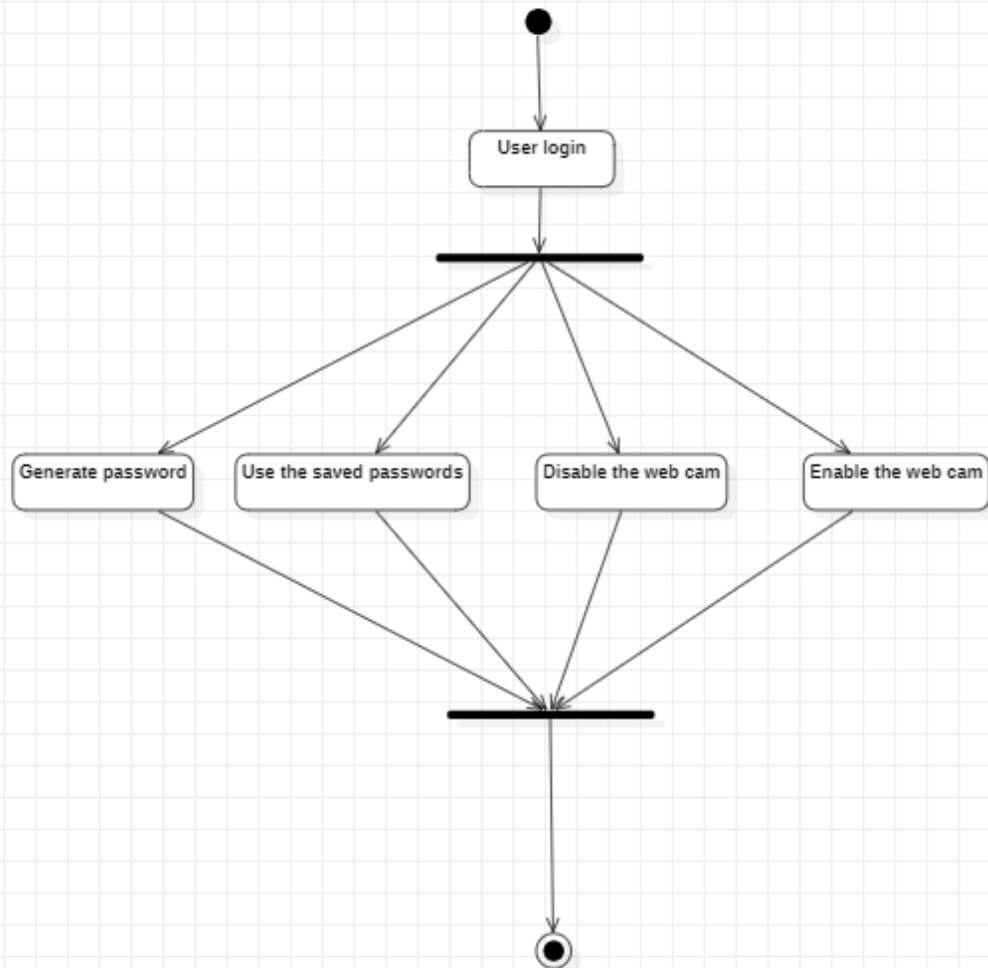 User login
Generate password
Use the saved passwords
Disable the web cam
Enable the web cam